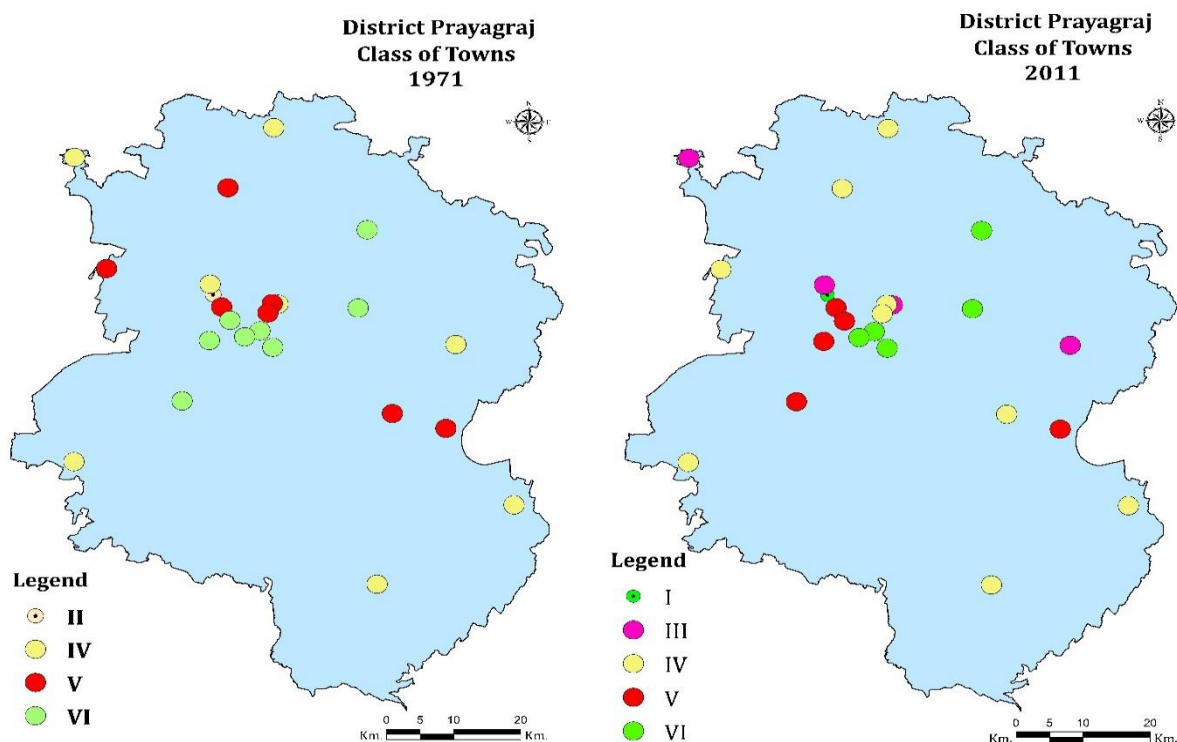 District Prayagraj
Class of Towns
1971
N
W E
S
Legend
II
IV
V
VI
0 5 10 20
Km. Km.
District Prayagraj
Class of Towns
2011
N
W E
S
Legend
I
III
IV
V
VI
0 5 10 20
Km. Km.